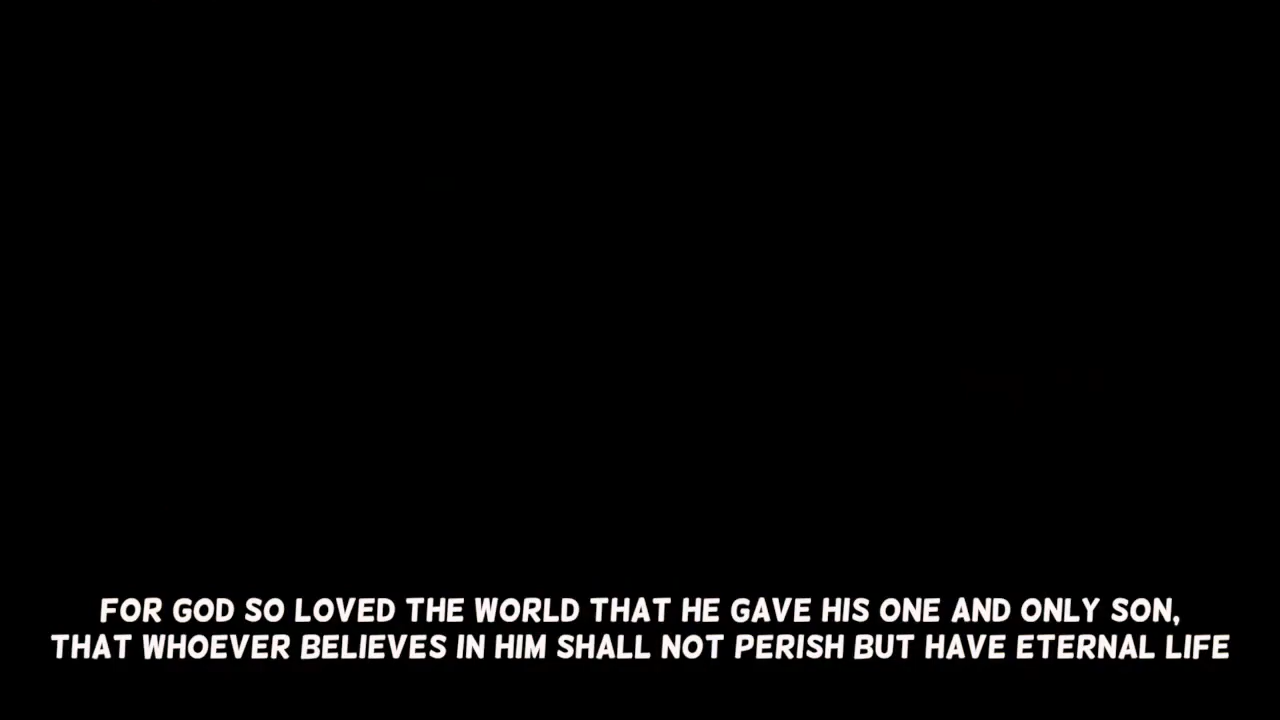 FOR GOD SO LOVED THE WORLD THAT HE GAVE HIS ONE AND ONLY SON,
THAT WHOEVER BELIEVES IN HIM SHALL NOT PERISH BUT HAVE ETERNAL LIFE